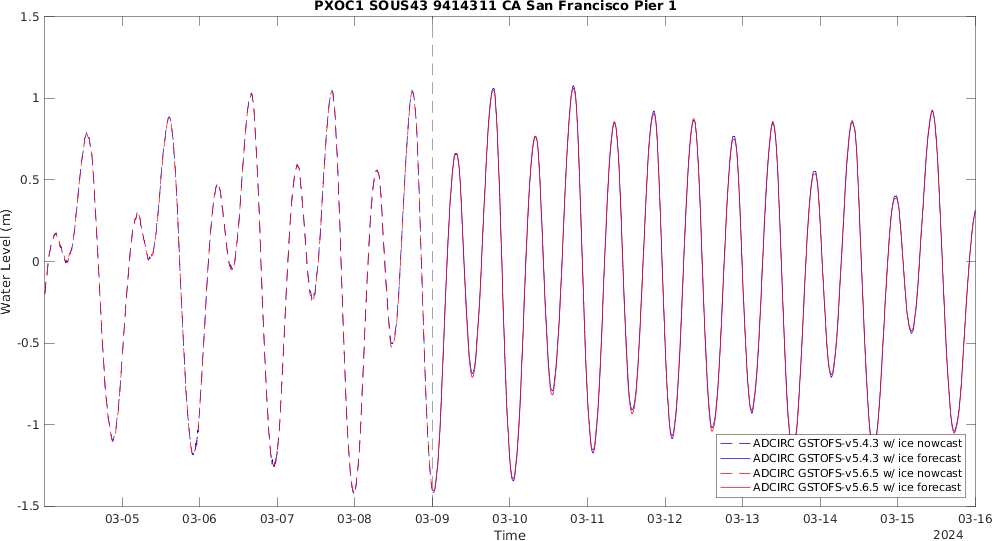 PXOC1 SOUS43 9414311 CA San Francisco Pier 1
1.5
1
0.5
0
-0.5
-1
-1.5
Water Level (m)
ADCIRC GSTOFS-v5.4.3 w/ ice nowcast
ADCIRC GSTOFS-v5.4.3 w/ ice forecast
ADCIRC GSTOFS-v5.6.5 w/ ice nowcast
ADCIRC GSTOFS-v5.6.5 w/ ice forecast
03-05 03-06 03-07 03-08 03-09 03-10 03-11 03-12 03-13 03-14 03-15 03-16
Time
2024